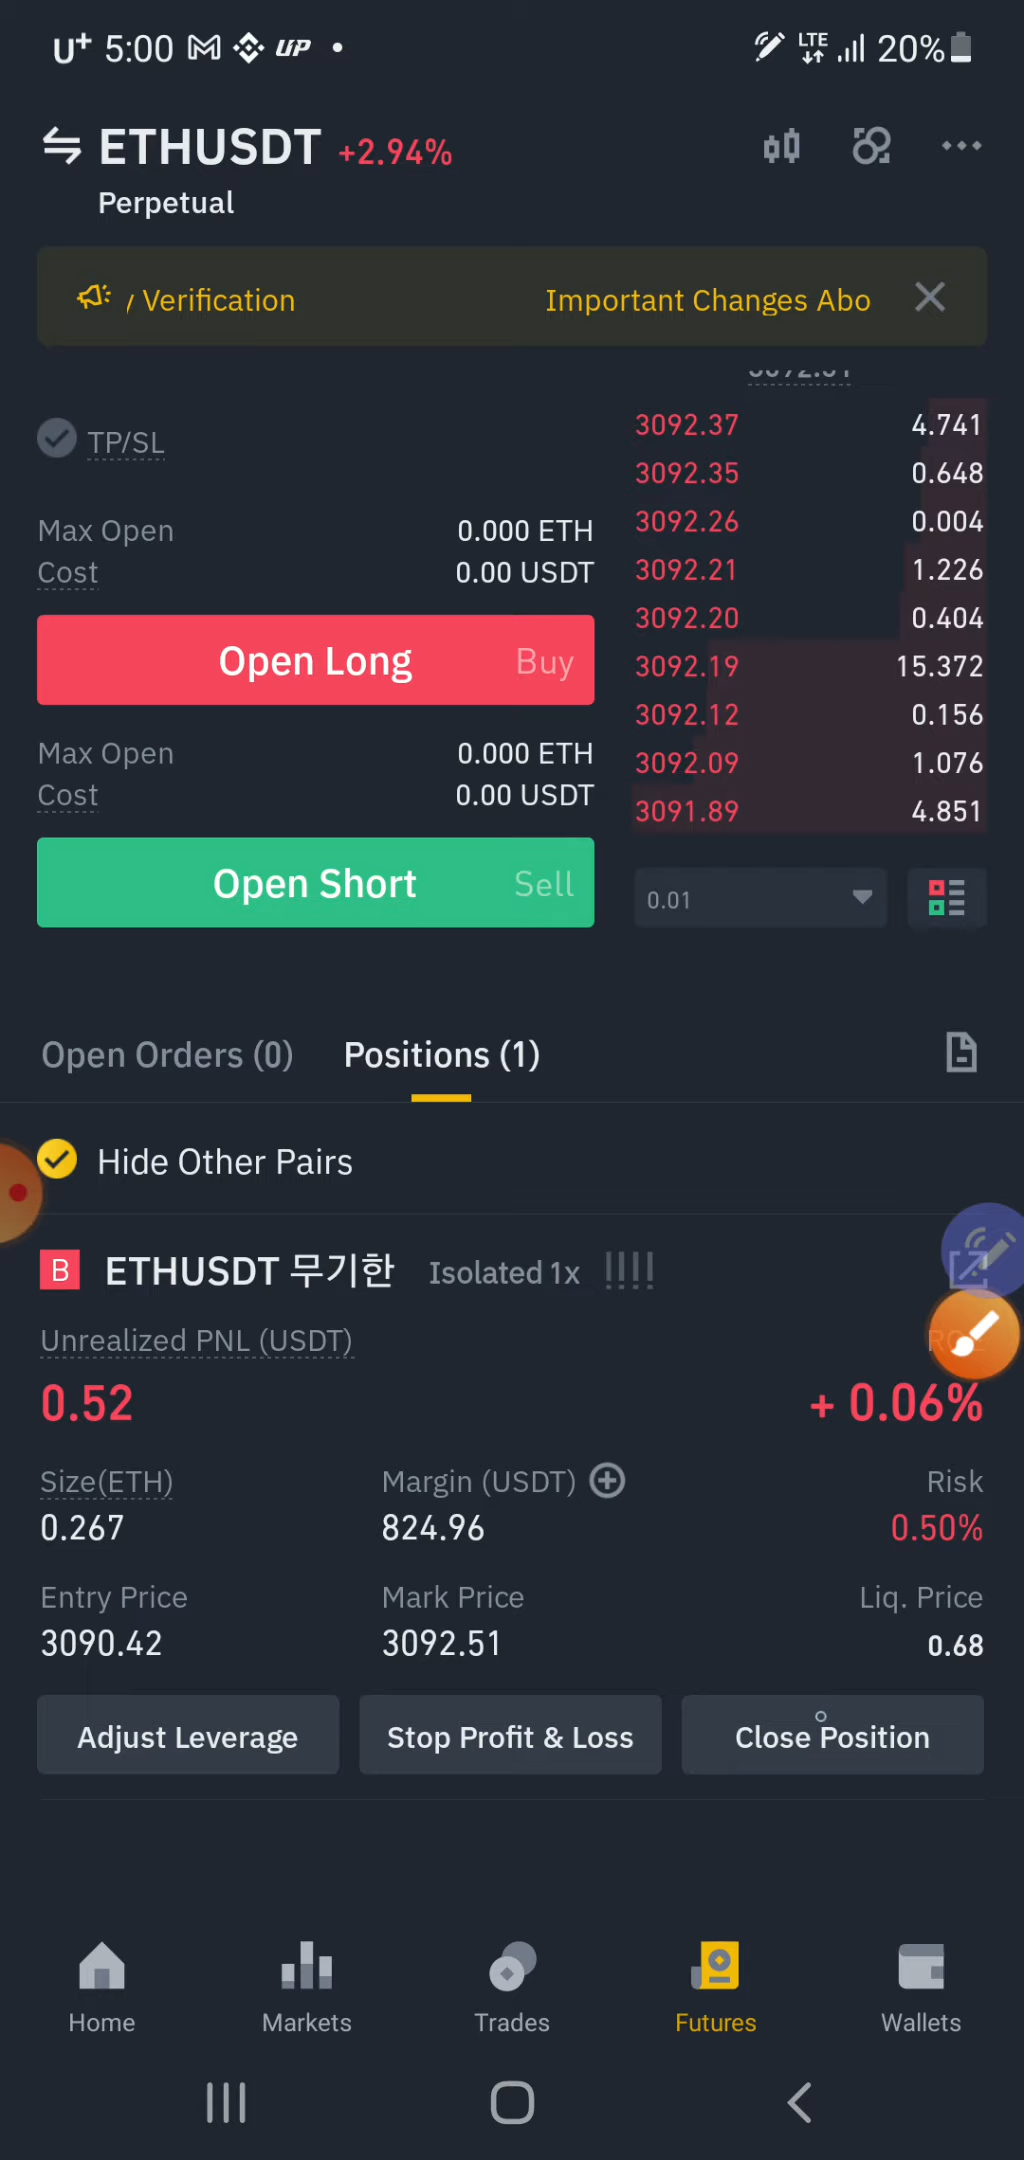 U+ 5:00 UP LTE 20%
ETHUSDT +2.94%
Perpetual
y Verification Important Changes Abo
TP/SL
3092.37 4.741
3092.35 0.648
Max Open 0.000 ETH
3092.26 0.004
Cost 0.00 USDT
3092.21 1.226
3092.20 0.404
Open Long Buy
3092.19 15.372
3092.12 0.156
Max Open 0.000 ETH
3092.09 1.076
Cost 0.00 USDT
3091.89 4.851
Open Short Sell
0.01
Open Orders (0) Positions (1)
Hide Other Pairs
B ETHUSDT 무기한 Isolated 1x !!!!
Unrealized PNL (USDT)
0.52 + 0.06%
Size(ETH) Margin (USDT) Risk
0.267 824.96 0.50%
Entry Price Mark Price Liq. Price
3090.42 3092.51 0.68
Adjust Leverage Stop Profit & Loss Close Position
Home Markets Trades Futures Wallets